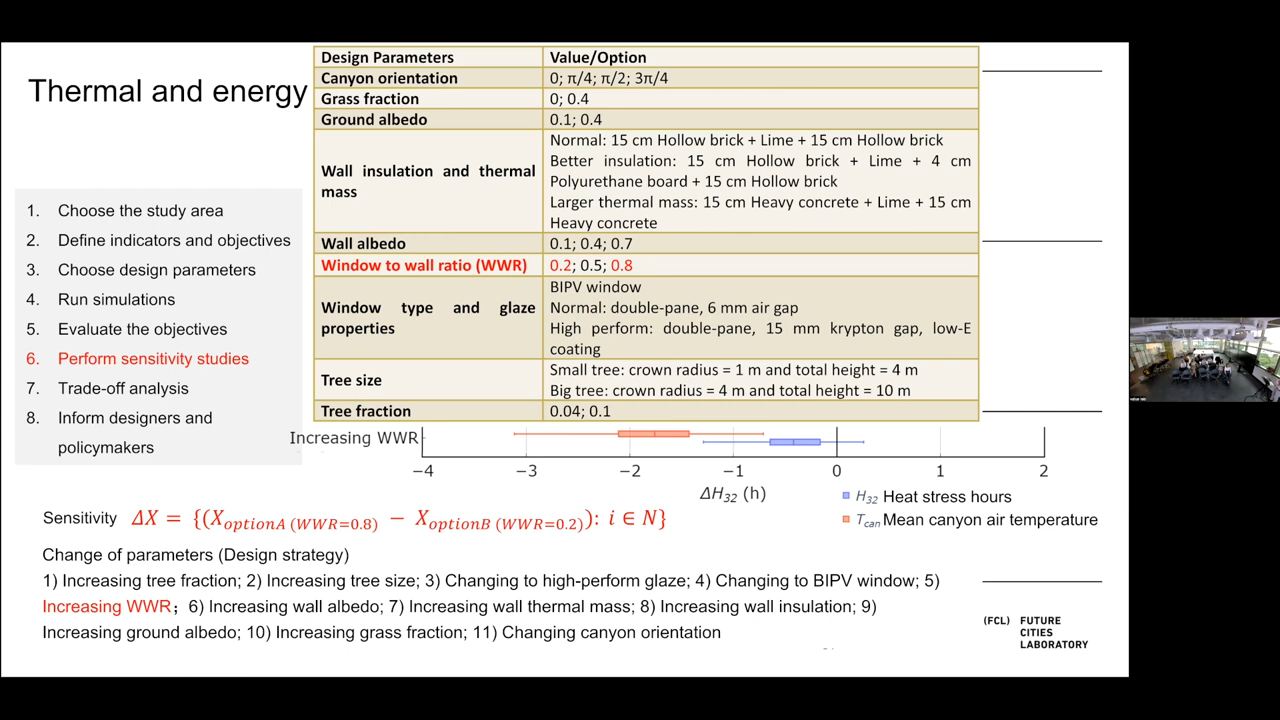 Thermal and energy
Design Parameters Value/Option
Canyon orientation 0; π/4; π/2; 3π/4
Grass fraction 0; 0.4
Ground albedo 0.1; 0.4
Wall insulation and thermal mass
Normal: 15 cm Hollow brick + Lime + 15 cm Hollow brick
Better insulation: 15 cm Hollow brick + Lime + 4 cm
Polyurethane board + 15 cm Hollow brick
Larger thermal mass: 15 cm Heavy concrete + Lime + 15 cm
Heavy concrete
Wall albedo 0.1; 0.4; 0.7
Window to wall ratio (WWR) 0.2; 0.5; 0.8
Window type and glaze
properties
BIPV window
Normal: double-pane, 6 mm air gap
High perform: double-pane, 15 mm krypton gap, low-E
coating
Tree size
Small tree: crown radius = 1 m and total height = 4 m
Big tree: crown radius = 4 m and total height = 10 m
Tree fraction 0.04; 0.1
1. Choose the study area
2. Define indicators and objectives
3. Choose design parameters
4. Run simulations
5. Evaluate the objectives
6. Perform sensitivity studies
7. Trade-off analysis
8. Inform designers and
policymakers
Increasing WWR
−4 −3 −2 −1 0 1 2
ΔH32 (h)
H32 Heat stress hours
Tcan Mean canyon air temperature
Sensitivity ΔX = {(XoptionA (WWR=0.8) − XoptionB (WWR=0.2)): i ∈ N}
Change of parameters (Design strategy)
1) Increasing tree fraction; 2) Increasing tree size; 3) Changing to high-perform glaze; 4) Changing to BIPV window; 5)
Increasing WWR; 6) Increasing wall albedo; 7) Increasing wall thermal mass; 8) Increasing wall insulation; 9)
Increasing ground albedo; 10) Increasing grass fraction; 11) Changing canyon orientation
(FCL) FUTURE
CITIES
LABORATORY